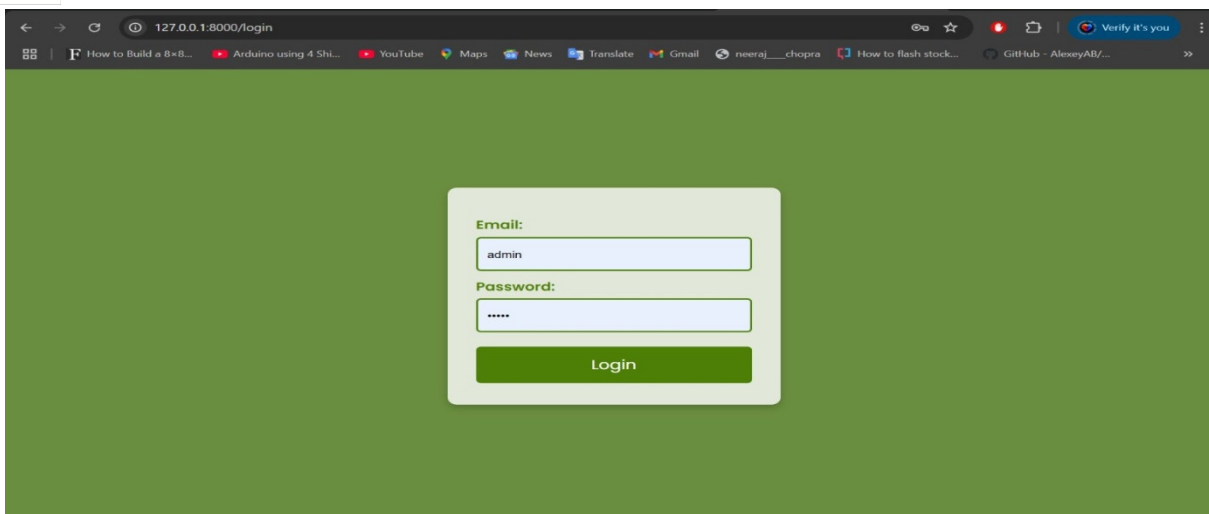 127.0.0.1:8000/login
Verify it's you
How to Build a 8×8... Arduino using 4 Shi... YouTube Maps News Translate Gmail neeraj___chopra How to flash stock... GitHub - AlexeyAB/...
Email:
admin
Password:
•••••
Login